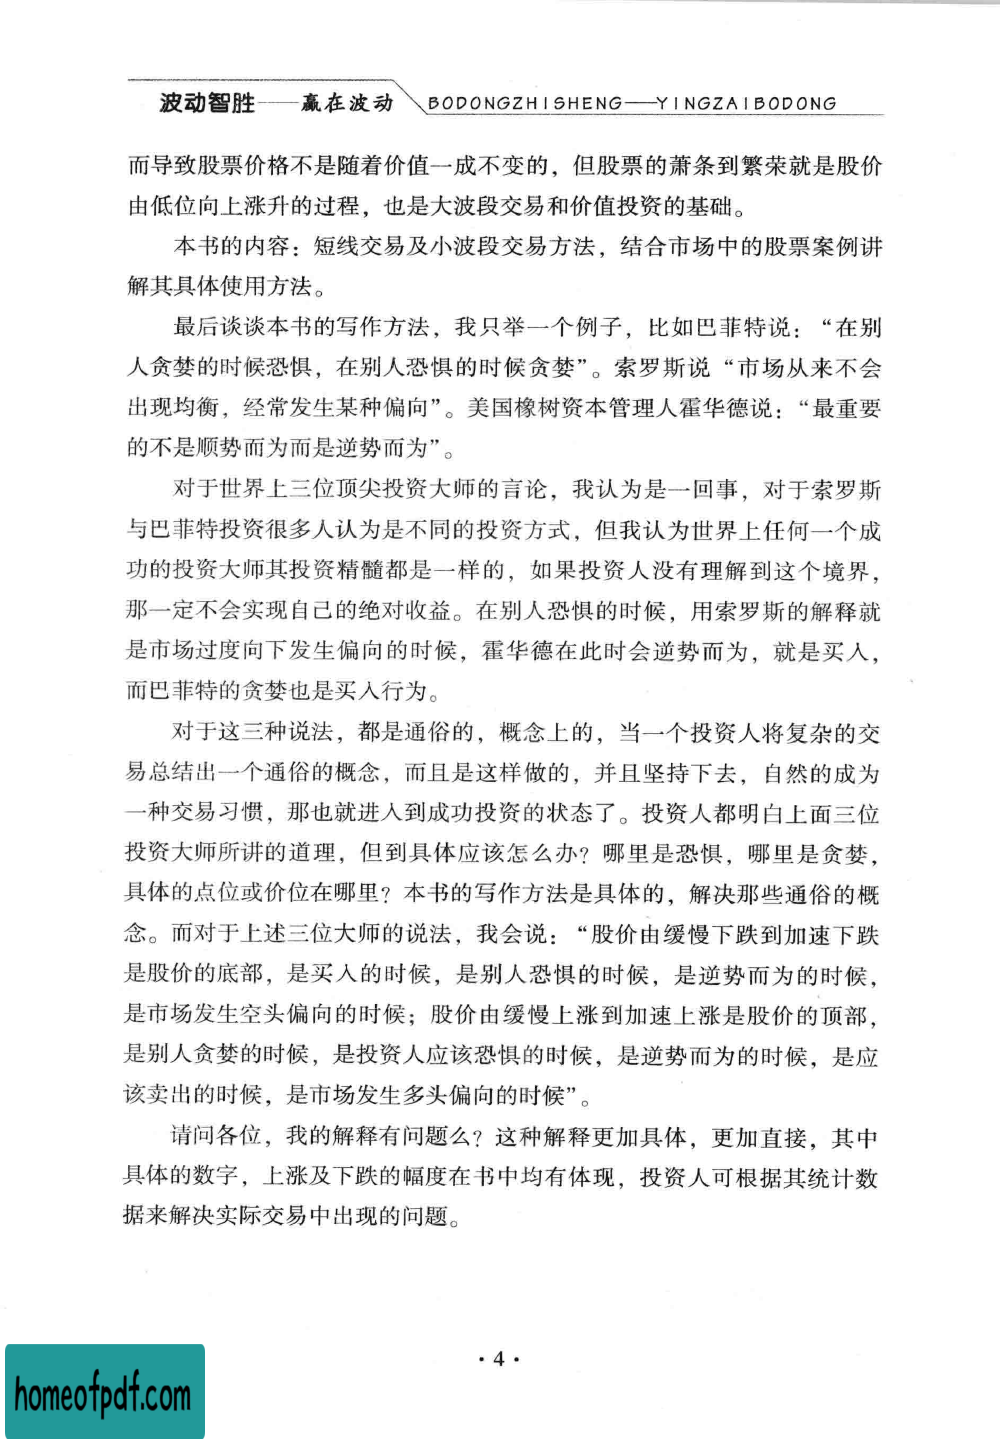 波动智胜——赢在波动 BODONGZHISHENG——YINGZAIBODONG
而导致股票价格不是随着价值一成不变的，但股票的萧条到繁荣就是股价
由低位向上涨升的过程，也是大波段交易和价值投资的基础。
本书的内容：短线交易及小波段交易方法，结合市场中的股票案例讲
解其具体使用方法。
最后谈谈本书的写作方法，我只举一个例子，比如巴菲特说：“在别
人贪婪的时候恐惧，在别人恐惧的时候贪婪”。索罗斯说“市场从来不会
出现均衡，经常发生某种偏向”。美国橡树资本管理人霍华德说：“最重要
的不是顺势而为而是逆势而为”。
对于世界上三位顶尖投资大师的言论，我认为是一回事，对于索罗斯
与巴菲特投资很多人认为是不同的投资方式，但我认为世界上任何一个成
功的投资大师其投资精髓都是一样的，如果投资人没有理解到这个境界，
那一定不会实现自己的绝对收益。在别人恐惧的时候，用索罗斯的解释就
是市场过度向下发生偏向的时候，霍华德在此时会逆势而为，就是买入，
而巴菲特的贪婪也是买入行为。
对于这三种说法，都是通俗的，概念上的，当一个投资人将复杂的交
易总结出一个通俗的概念，而且是这样做的，并且坚持下去，自然的成为
一种交易习惯，那也就进入到成功投资的状态了。投资人都明白上面三位
投资大师所讲的道理，但到具体应该怎么办？哪里是恐惧，哪里是贪婪，
具体的点位或价位在哪里？本书的写作方法是具体的，解决那些通俗的概
念。而对于上述三位大师的说法，我会说：“股价由缓慢下跌到加速下跌
是股价的底部，是买入的时候，是别人恐惧的时候，是逆势而为的时候，
是市场发生空头偏向的时候；股价由缓慢上涨到加速上涨是股价的顶部，
是别人贪婪的时候，是投资人应该恐惧的时候，是逆势而为的时候，是应
该卖出的时候，是市场发生多头偏向的时候”。
请问各位，我的解释有问题么？这种解释更加具体，更加直接，其中
具体的数字，上涨及下跌的幅度在书中均有体现，投资人可根据其统计数
据来解决实际交易中出现的问题。
·4·
homeofpdf.com